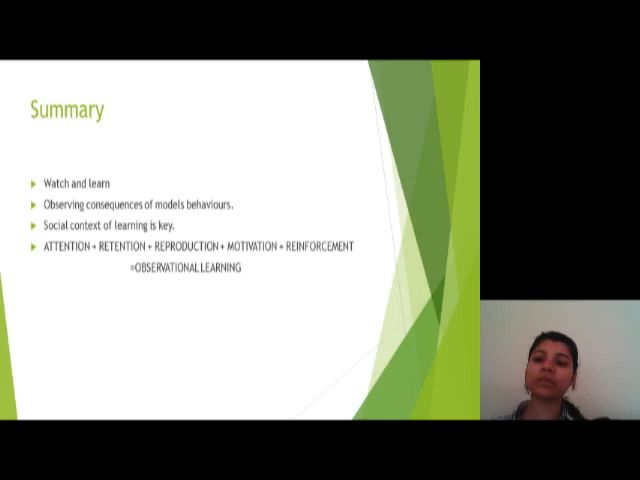 Summary
Watch and learn
Observing consequences of models behaviours.
Social context of learning is key.
ATTENTION + RETENTION + REPRODUCTION + MOTIVATION + REINFORCEMENT
=OBSERVATIONAL LEARNING